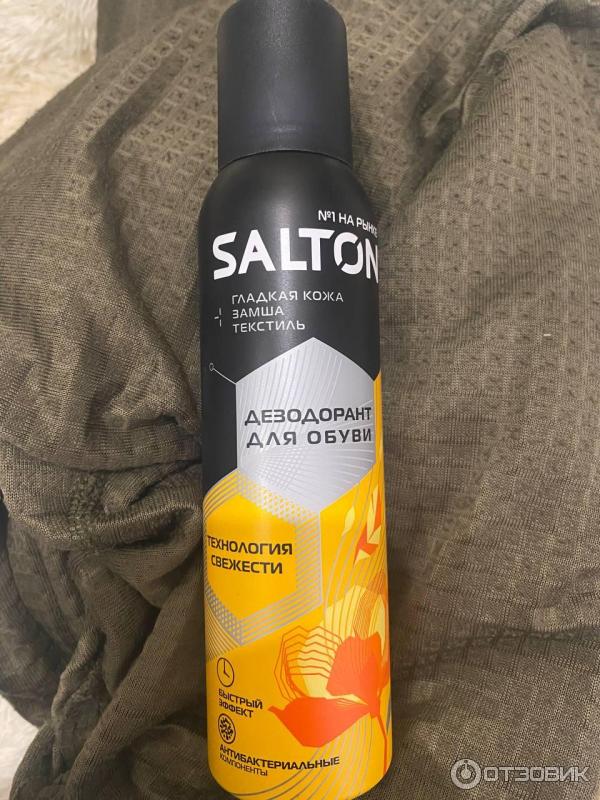 №1 НА РЫНКЕ
SALTON
ГЛАДКАЯ КОЖА
ЗАМША
ТЕКСТИЛЬ
ДЕЗОДОРАНТ
ДЛЯ ОБУВИ
ТЕХНОЛОГИЯ
СВЕЖЕСТИ
БЫСТРЫЙ
ЭФФЕКТ
АНТИБАКТЕРИАЛЬНЫЕ
КОМПОНЕНТЫ
ОТЗОВИК